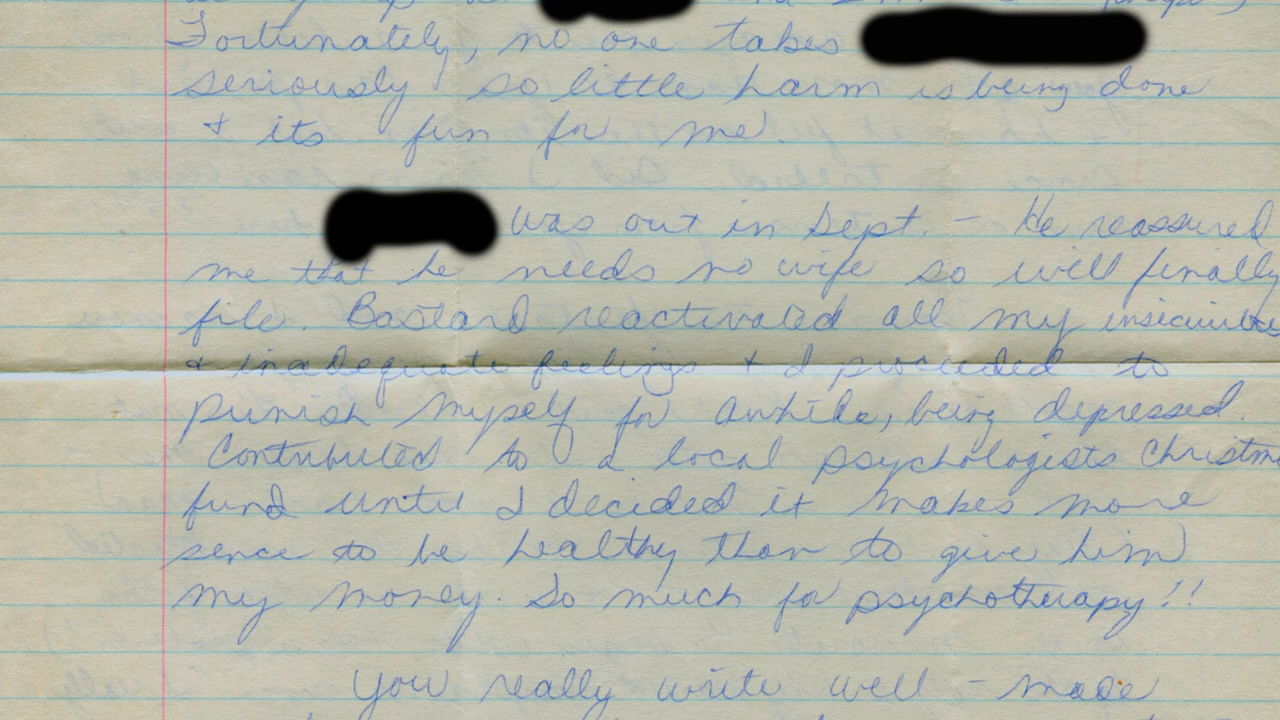 Fortunately, no one takes
seriously so little harm is being done
+ its fun for me.
was out in Sept. - He reassured
me that he needs no wife so will finally
file. Bastard reactivated all my insecurities
+ inadequate feelings + I proceeded to
punish myself for awhile, being depressed.
Contributed to a local psychologists Christm
fund until I decided it makes more
sence to be healthy than to give him
my money. So much for psychotherapy!!
You really write well - made